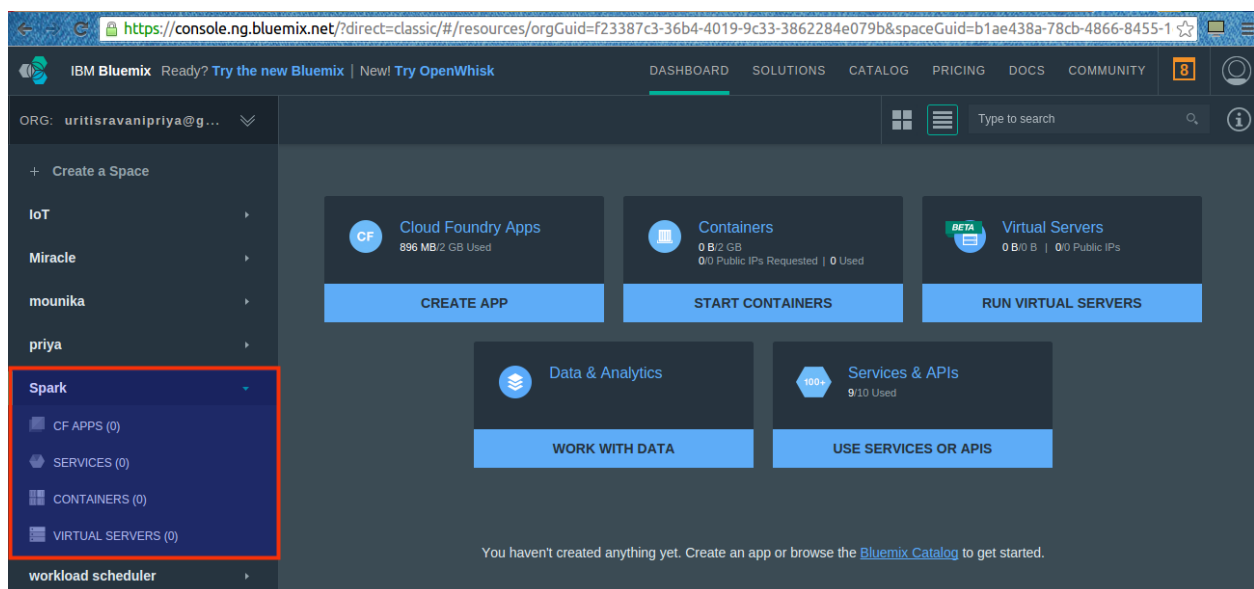 https://console.ng.bluemix.net/?direct=classic/#/resources/orgGuid=f23387c3-36b4-4019-9c33-3862284e079b&spaceGuid=b1ae438a-78cb-4866-8455-1
IBM Bluemix Ready? Try the new Bluemix | New! Try OpenWhisk
DASHBOARD SOLUTIONS CATALOG PRICING DOCS COMMUNITY 8
ORG: uritisravanipriya@g...
Type to search
+ Create a Space
IoT
Miracle
mounika
priya
Spark
CF APPS (0)
SERVICES (0)
CONTAINERS (0)
VIRTUAL SERVERS (0)
workload scheduler
CF
Cloud Foundry Apps
896 MB/2 GB Used
CREATE APP
Containers
0 B/2 GB
0/0 Public IPs Requested | 0 Used
START CONTAINERS
BETA
Virtual Servers
0 B/0 B | 0/0 Public IPs
RUN VIRTUAL SERVERS
Data & Analytics
WORK WITH DATA
100+
Services & APIs
9/10 Used
USE SERVICES OR APIS
You haven't created anything yet. Create an app or browse the Bluemix Catalog to get started.